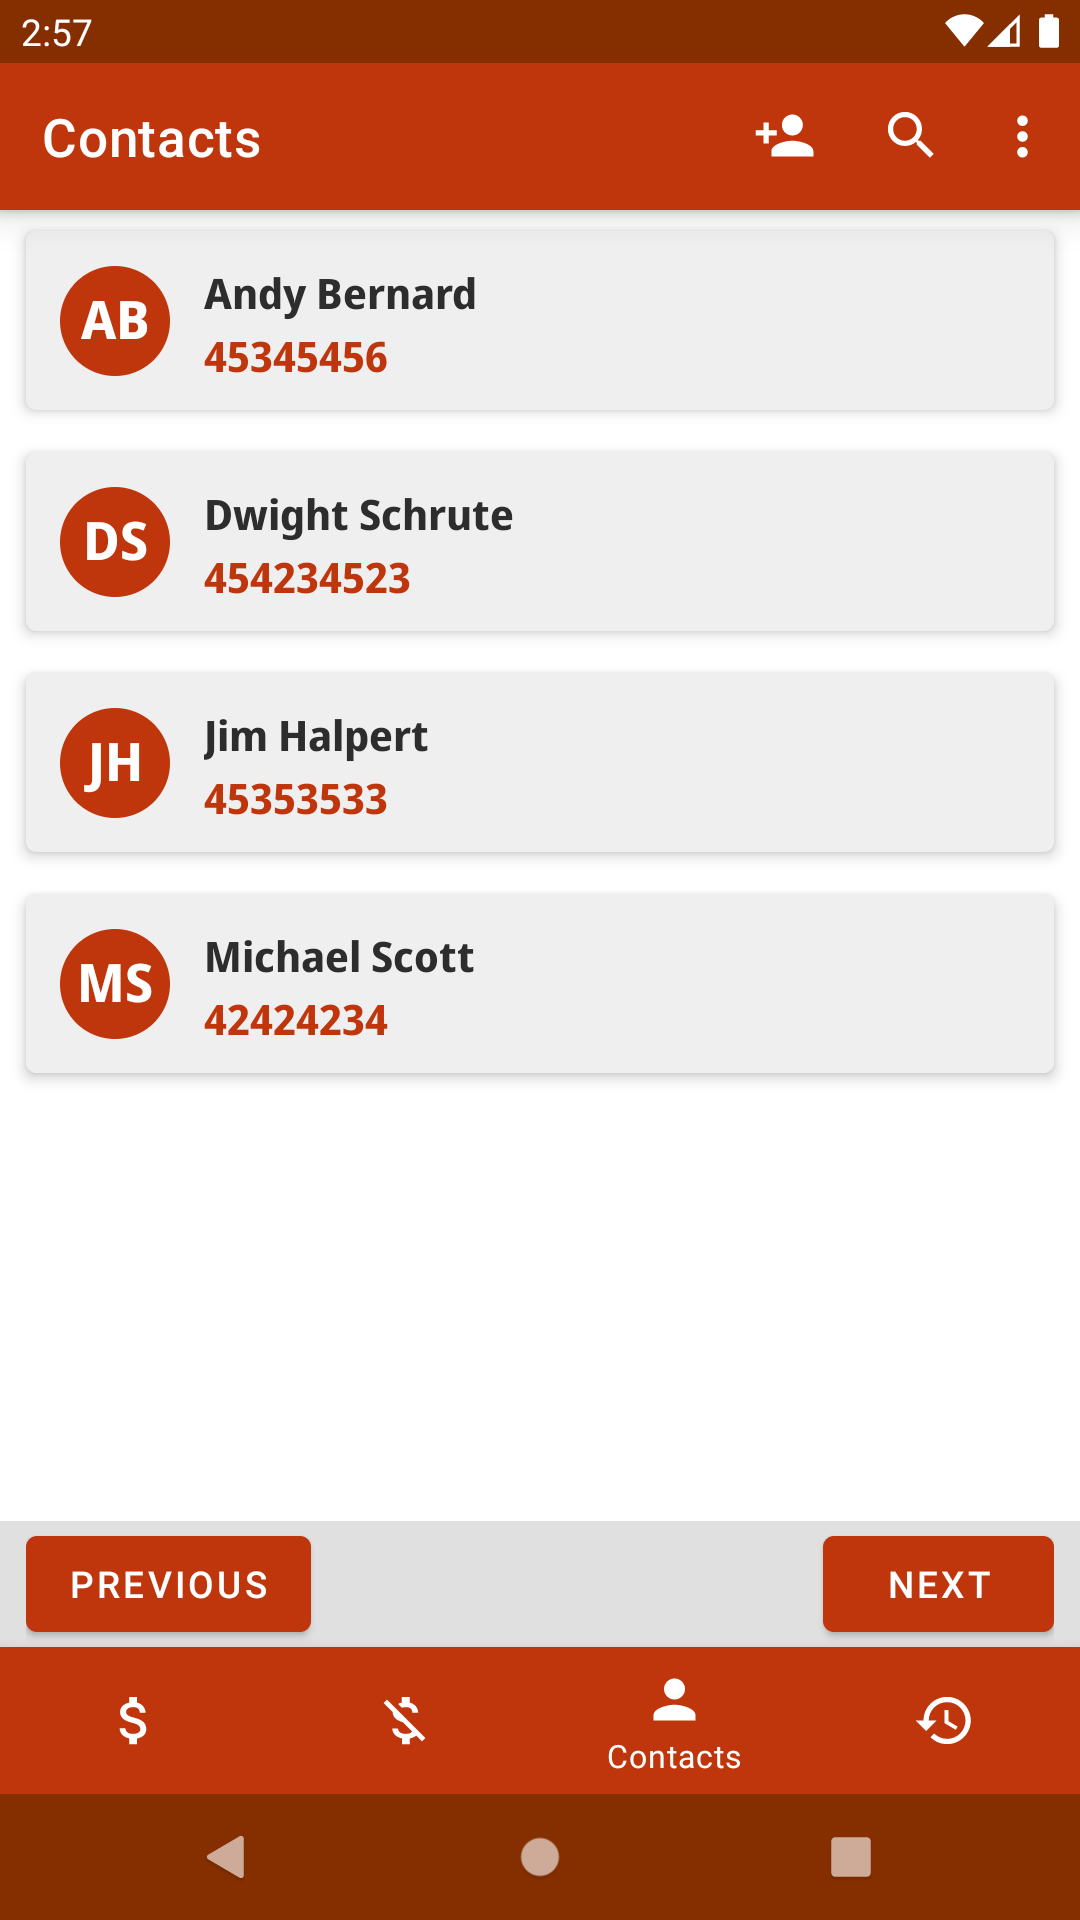 2:57
Contacts
AB
Andy Bernard
45345456
DS
Dwight Schrute
454234523
JH
Jim Halpert
45353533
MS
Michael Scott
42424234
PREVIOUS
NEXT
Contacts